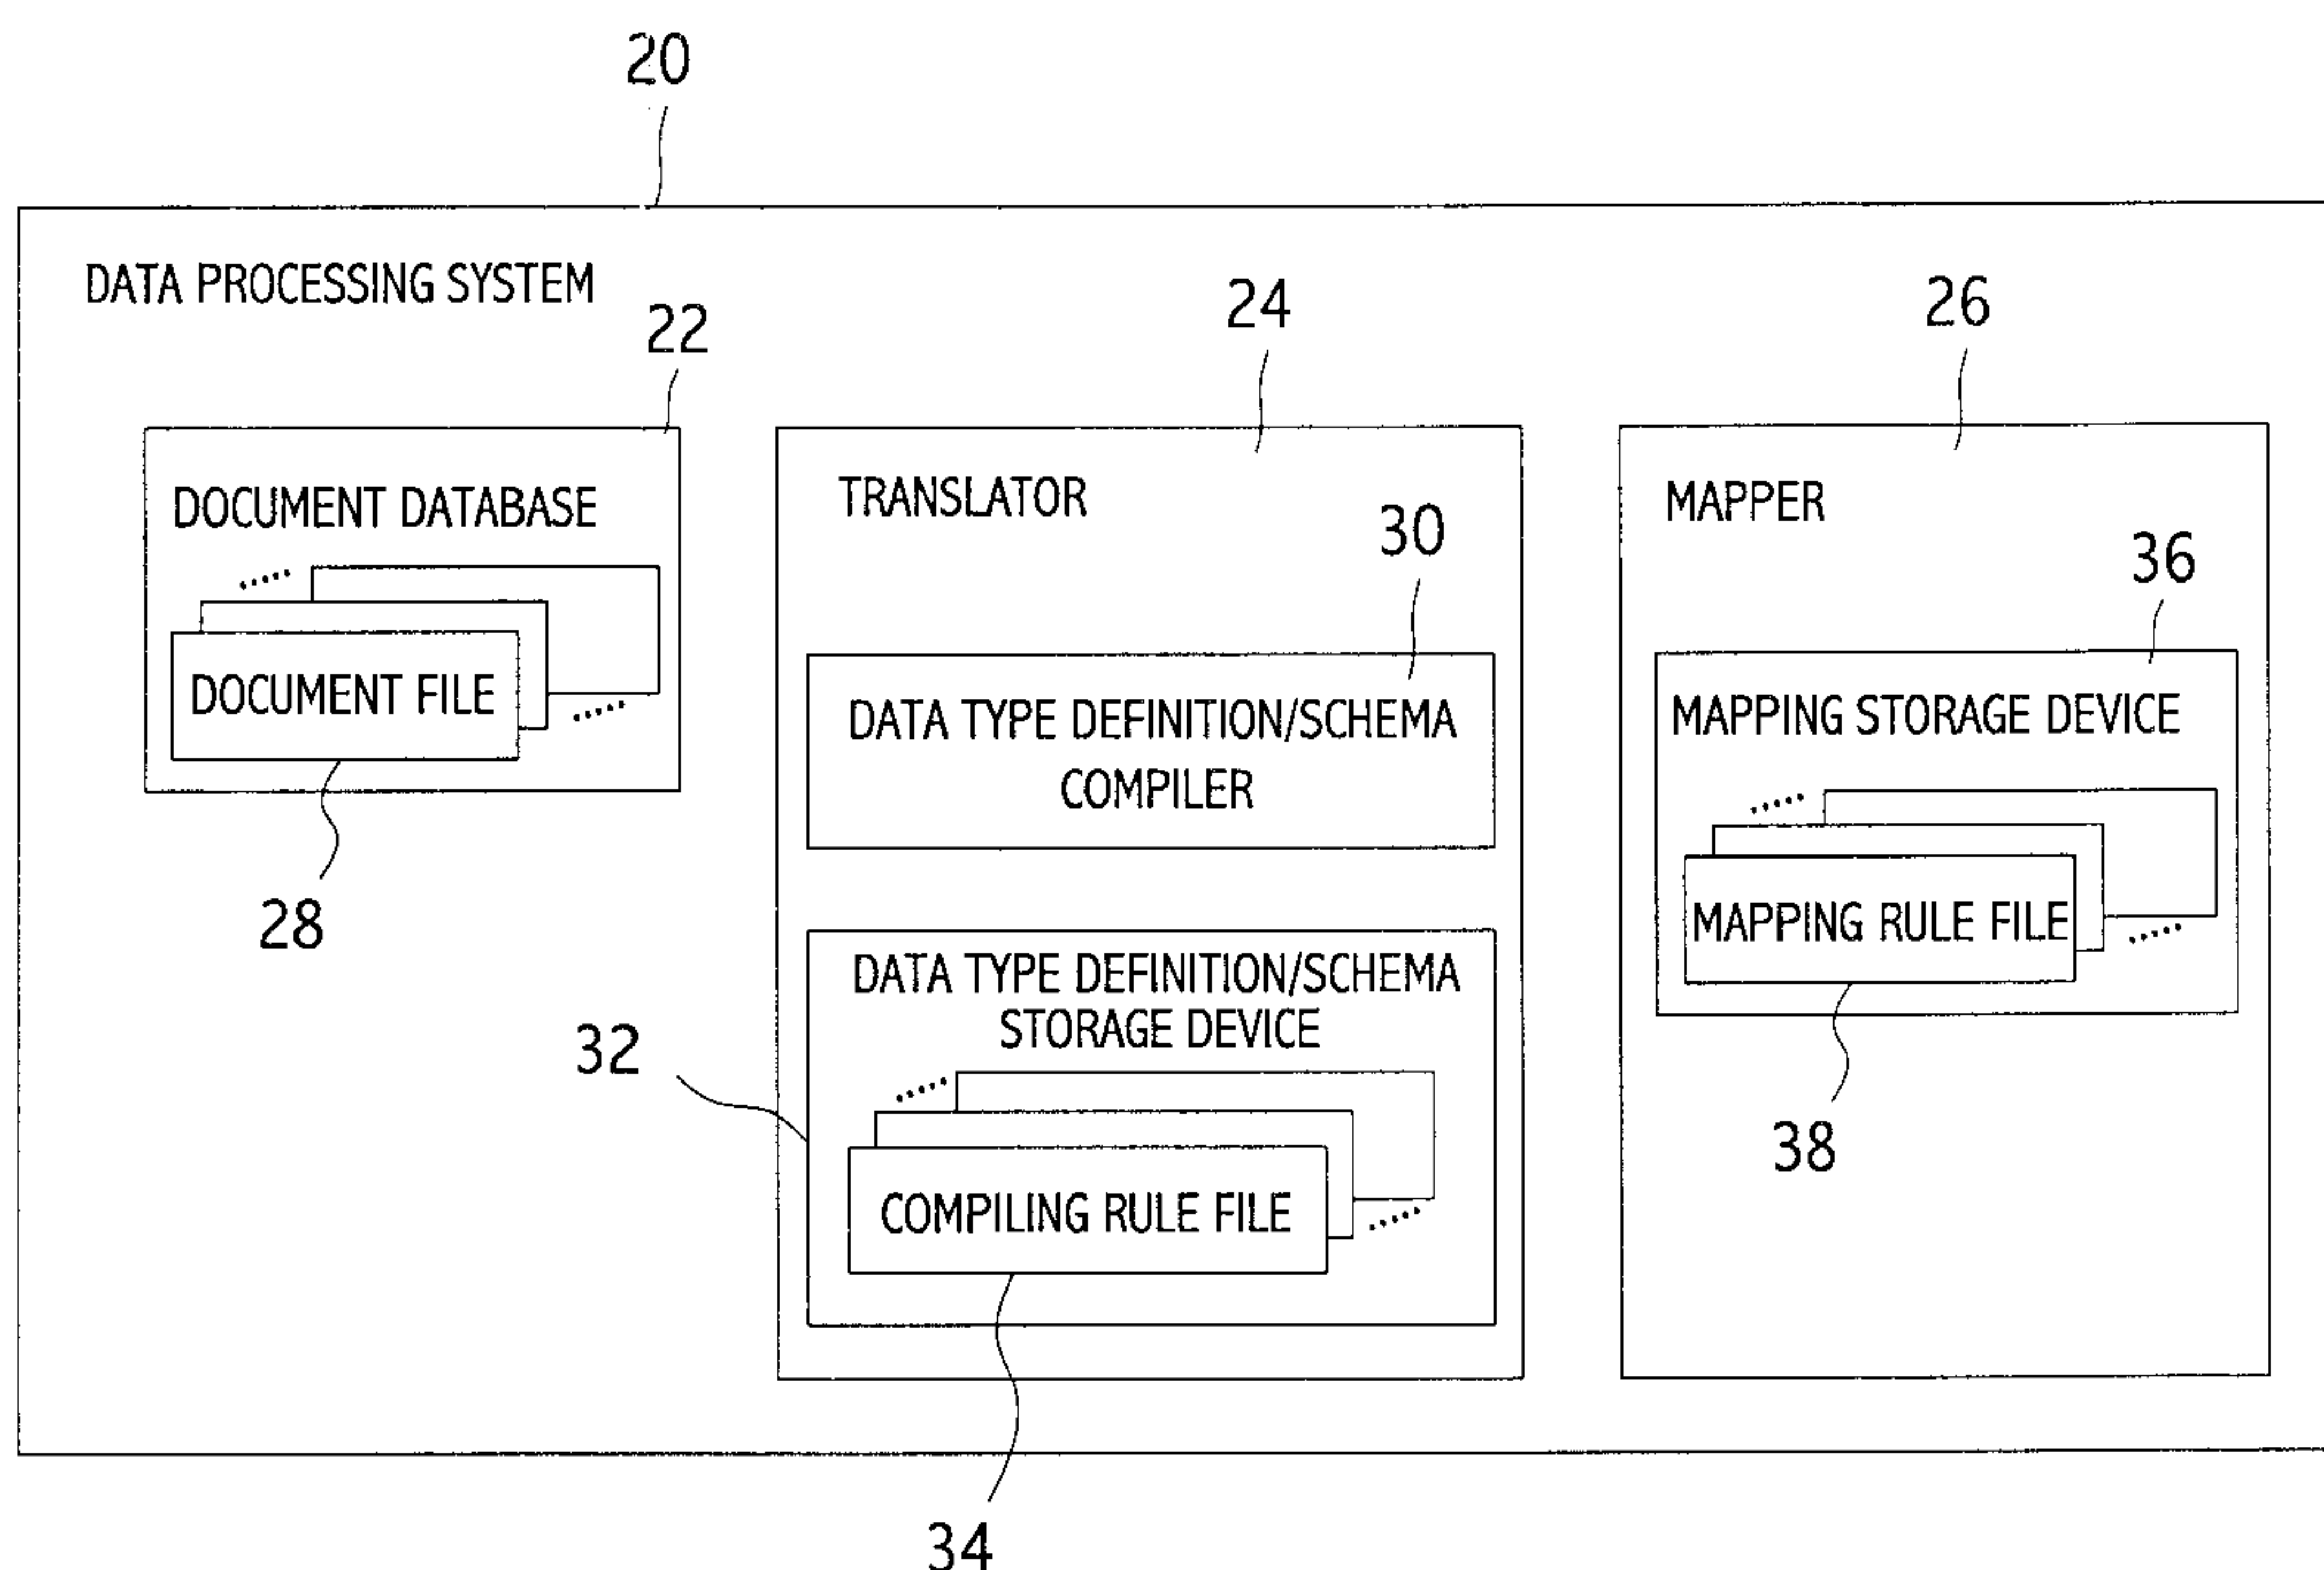 20
DATA PROCESSING SYSTEM
22
24
26
DOCUMENT DATABASE
DOCUMENT FILE
28
TRANSLATOR
30
DATA TYPE DEFINITION/SCHEMA
COMPILER
32
DATA TYPE DEFINITION/SCHEMA
STORAGE DEVICE
COMPILING RULE FILE
34
MAPPER
36
MAPPING STORAGE DEVICE
MAPPING RULE FILE
38